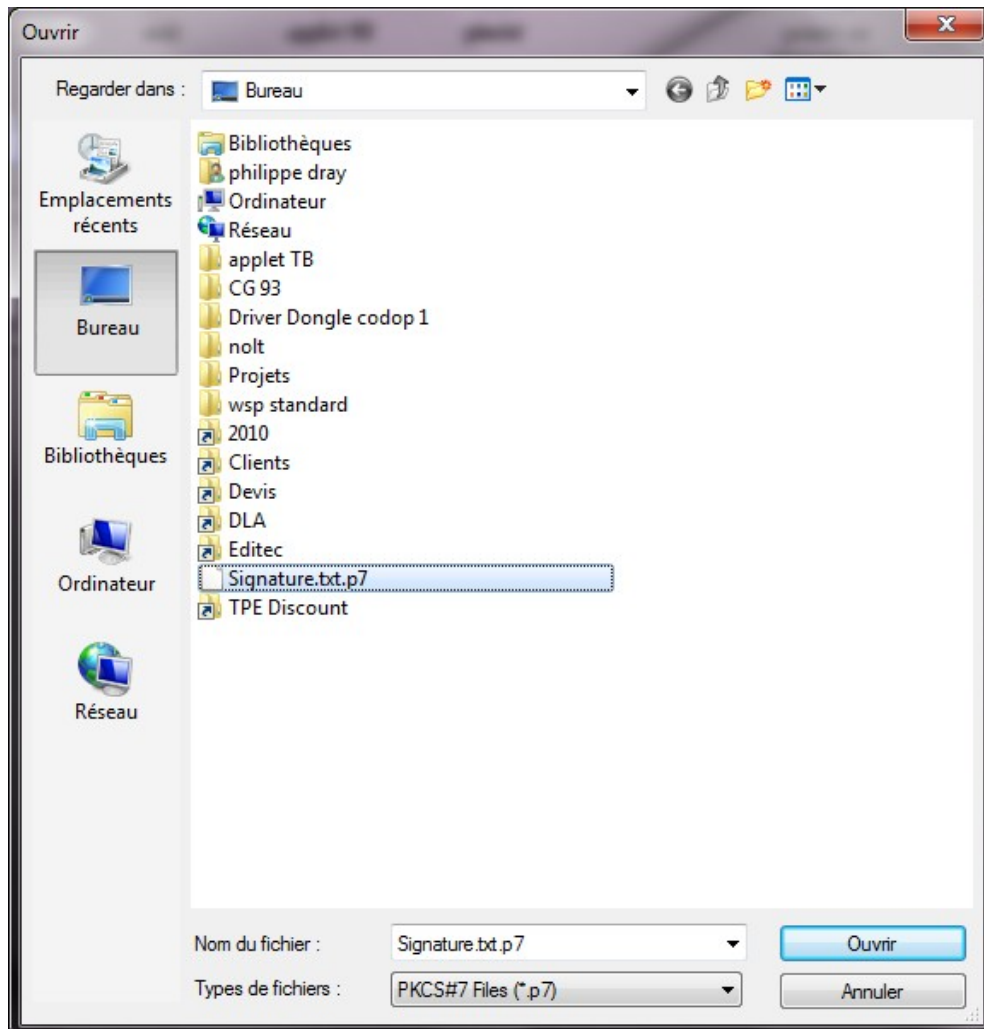 Ouvrir
Regarder dans :
Bureau
Emplacements
récents
Bureau
Bibliothèques
Ordinateur
Réseau
Bibliothèques
philippe dray
Ordinateur
Réseau
applet TB
CG 93
Driver Dongle codop 1
nolt
Projets
wsp standard
2010
Clients
Devis
DLA
Editec
Signature.txt.p7
TPE Discount
Nom du fichier :
Signature.txt.p7
Ouvrir
Types de fichiers :
PKCS#7 Files (*.p7)
Annuler